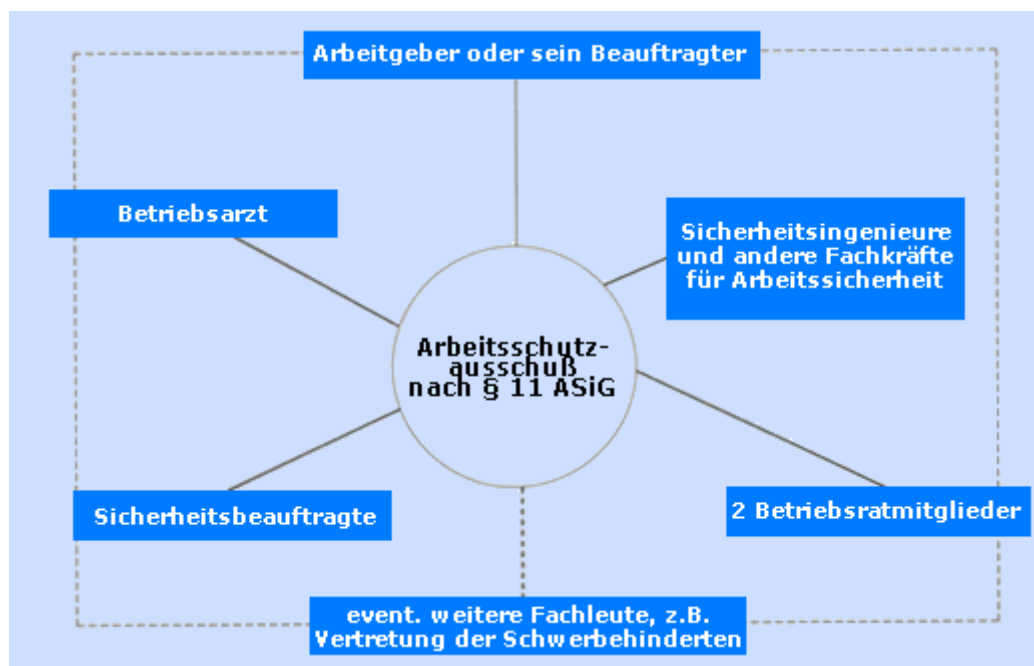 Arbeitgeber oder sein Beauftragter
Betriebsarzt
Sicherheitsingenieure
und andere Fachkräfte
für Arbeitssicherheit
Arbeitsschutz-
ausschuß
nach § 11 ASiG
Sicherheitsbeauftragte
2 Betriebsratmitglieder
event. weitere Fachleute, z.B.
Vertretung der Schwerbehinderten